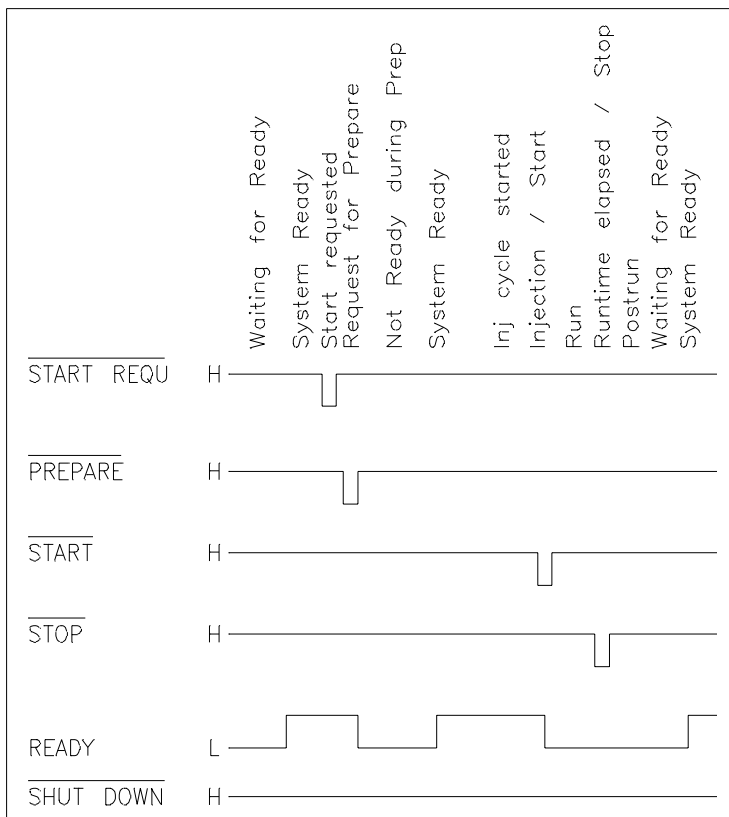 Waiting for Ready
System Ready
Start requested
Request for Prepare
Not Ready during Prep
System Ready
Inj cycle started
Injection / Start
Run
Runtime elapsed / Stop
Postrun
Waiting for Ready
System Ready
START REQU H
PREPARE H
START H
STOP H
READY L
SHUT DOWN H